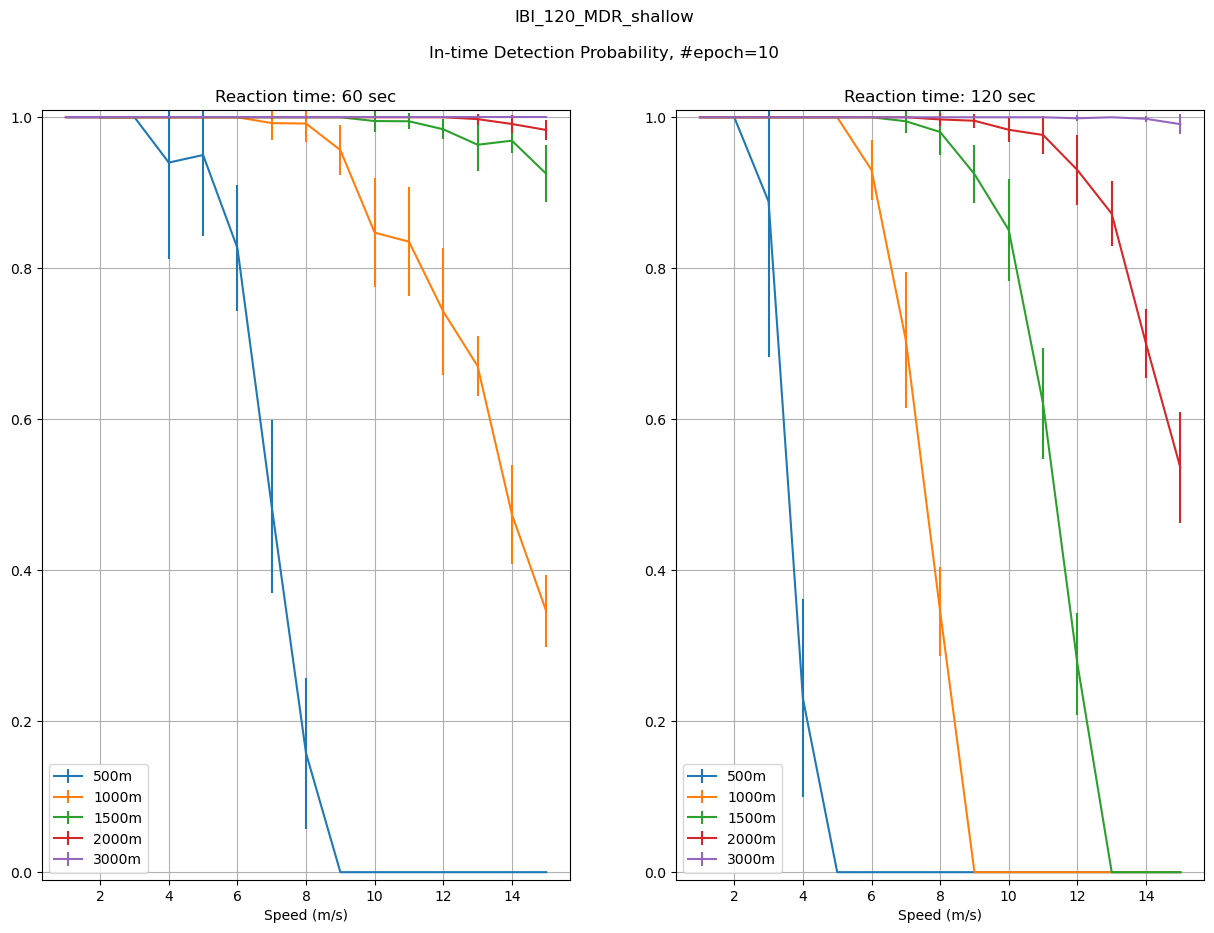 IBI_120_MDR_shallow
In-time Detection Probability, #epoch=10
Reaction time: 60 sec
1.0
0.8
0.6
0.4
0.2
0.0
2 4 6 8 10 12 14
Speed (m/s)
500m
1000m
1500m
2000m
3000m
Reaction time: 120 sec
1.0
0.8
0.6
0.4
0.2
0.0
2 4 6 8 10 12 14
Speed (m/s)
500m
1000m
1500m
2000m
3000m